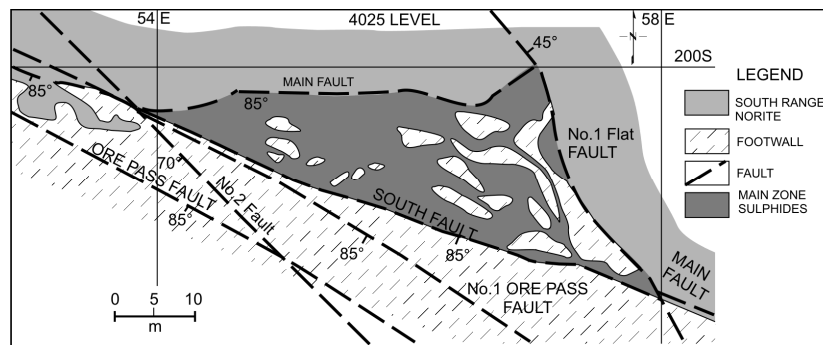 54 E
4025 LEVEL
58 E
45°
N
200S
MAIN FAULT
85°
85°
LEGEND
SOUTH RANGE
NORITE
FOOTWALL
FAULT
MAIN ZONE
SULPHIDES
No.1 Flat
FAULT
70°
ORE PASS FAULT
No.2 Fault
85°
SOUTH FAULT
85°
85°
MAIN
FAULT
No.1 ORE PASS
FAULT
0 5 10
m